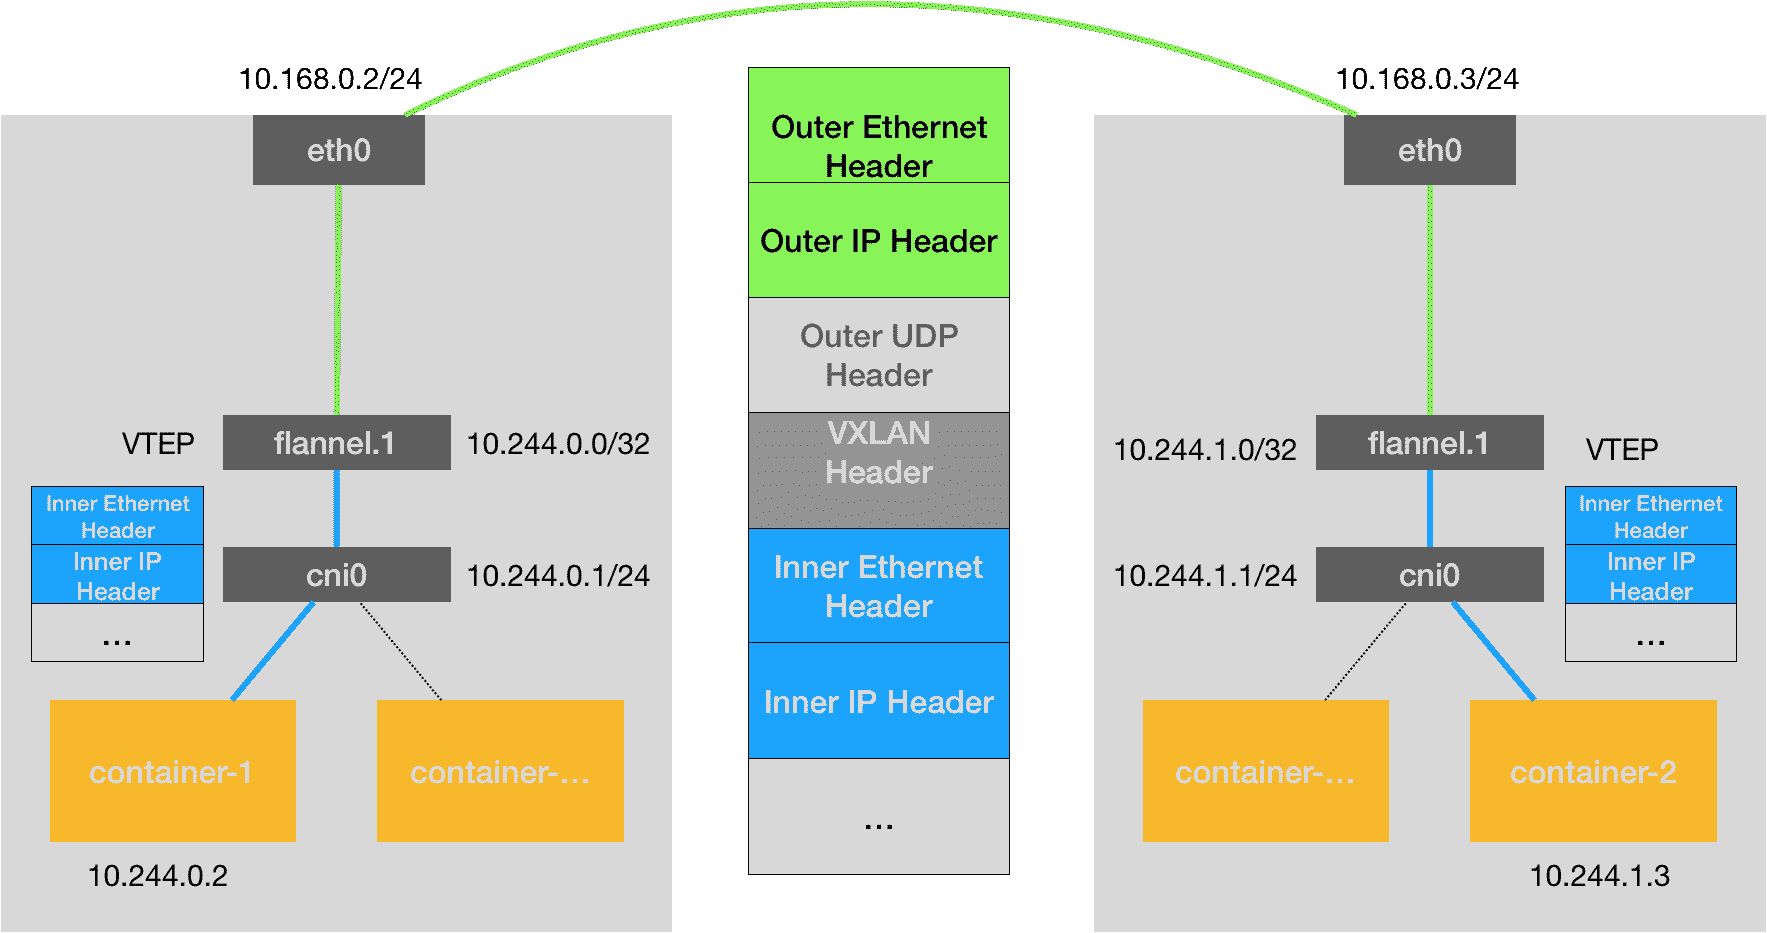 10.168.0.2/24
10.168.0.3/24
eth0
Outer Ethernet
Header
eth0
Outer IP Header
Outer UDP
Header
VTEP
flannel.1
10.244.0.0/32
VXLAN
Header
10.244.1.0/32
flannel.1
VTEP
Inner Ethernet
Header
Inner IP
Header
...
cni0
10.244.0.1/24
Inner Ethernet
Header
10.244.1.1/24
cni0
Inner Ethernet
Header
Inner IP
Header
...
Inner IP Header
container-1
container-...
...
container-...
container-2
10.244.0.2
10.244.1.3